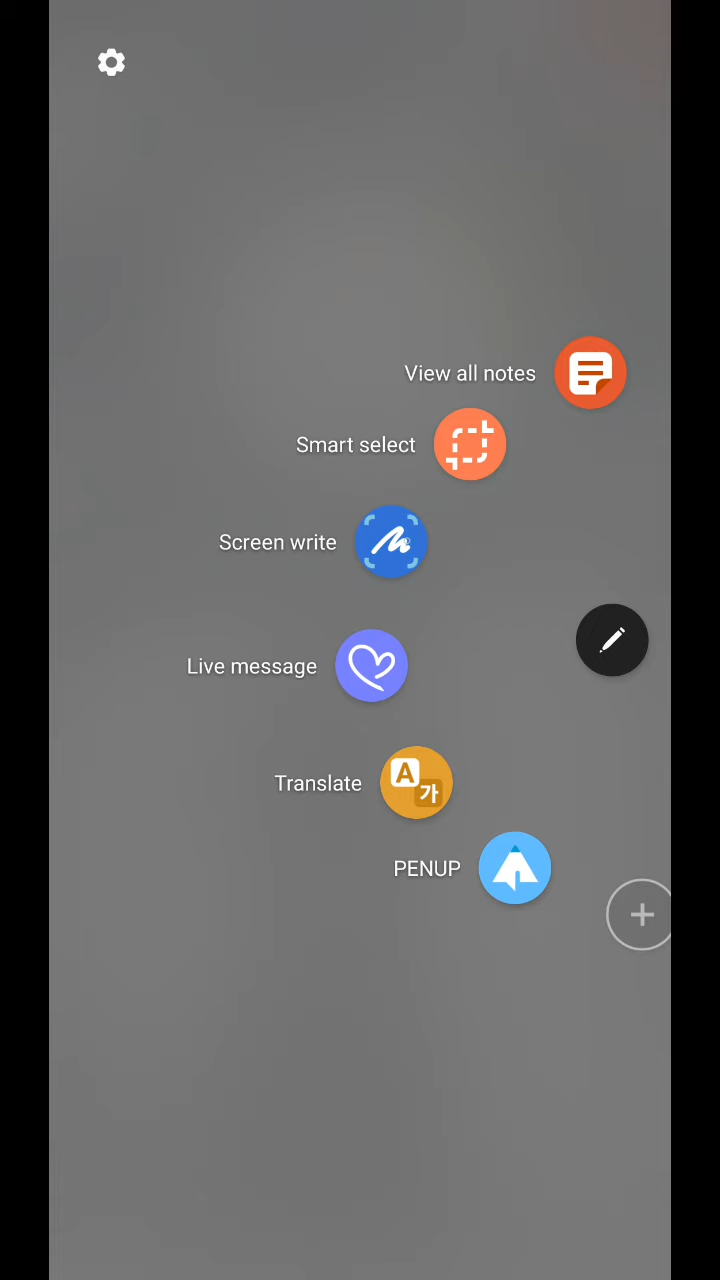 View all notes
Smart select
Screen write
Live message
Translate
A
가
PENUP